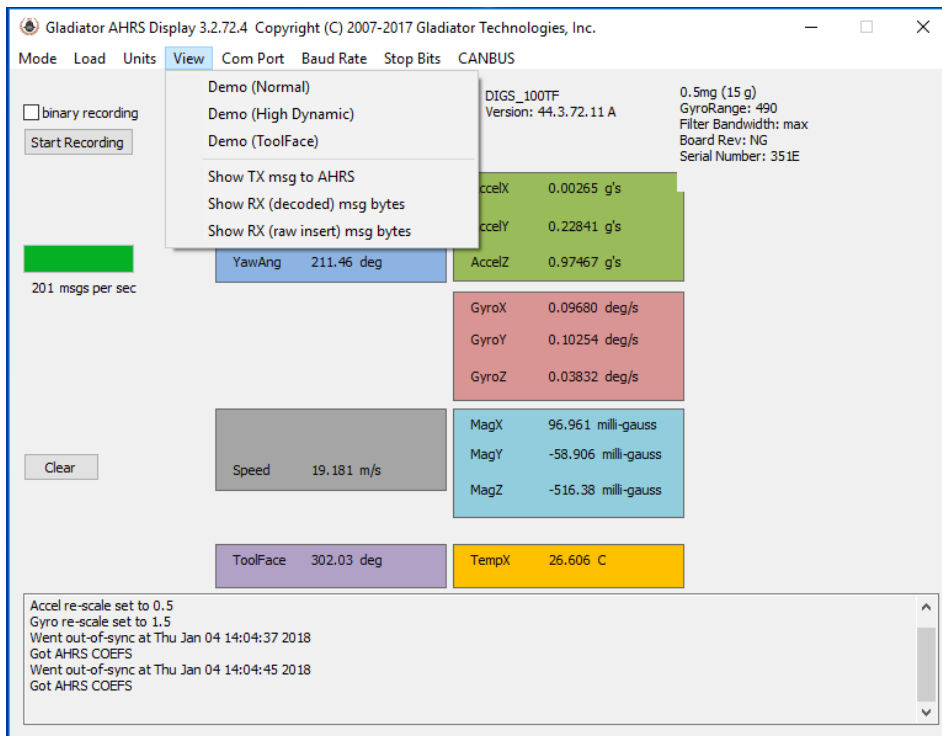 Gladiator AHRS Display 3.2.72.4 Copyright (C) 2007-2017 Gladiator Technologies, Inc.
Mode Load Units View Com Port Baud Rate Stop Bits CANBUS
Demo (Normal)
Demo (High Dynamic)
Demo (ToolFace)
Show TX msg to AHRS
Show RX (decoded) msg bytes
Show RX (raw insert) msg bytes
binary recording
Start Recording
DIGS_100TF
Version: 44.3.72.11 A
0.5mg (15 g)
GyroRange: 490
Filter Bandwidth: max
Board Rev: NG
Serial Number: 351E
201 msgs per sec
YawAng 211.46 deg
ccelX 0.00265 g's
ccelY 0.22841 g's
AccelZ 0.97467 g's
GyroX 0.09680 deg/s
GyroY 0.10254 deg/s
GyroZ 0.03832 deg/s
Clear
Speed 19.181 m/s
MagX 96.961 milli-gauss
MagY -58.906 milli-gauss
MagZ -516.38 milli-gauss
ToolFace 302.03 deg
TempX 26.606 C
Accel re-scale set to 0.5
Gyro re-scale set to 1.5
Went out-of-sync at Thu Jan 04 14:04:37 2018
Got AHRS COEFS
Went out-of-sync at Thu Jan 04 14:04:45 2018
Got AHRS COEFS